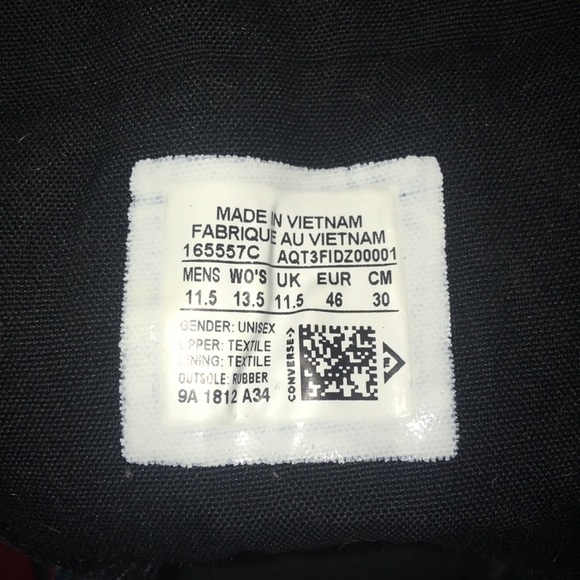 MADE IN VIETNAM
FABRIQUE AU VIETNAM
165557C AQT3FIDZ00001
MENS WO'S UK EUR CM
11.5 13.5 11.5 46 30
GENDER: UNISEX
UPPER: TEXTILE
LINING: TEXTILE
OUTSOLE: RUBBER
9A 1812 A34
CONVERSE->